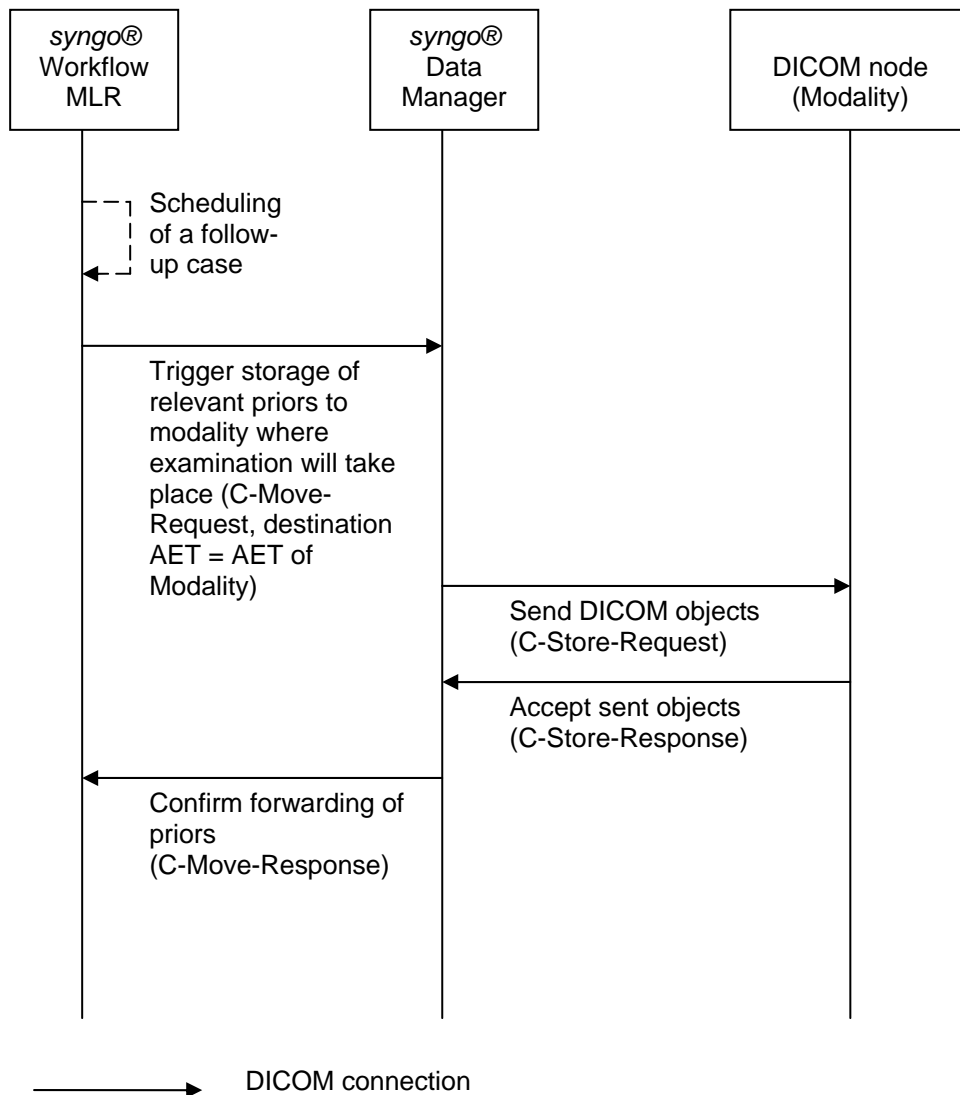 syngo®
Workflow
MLR
syngo®
Data
Manager
DICOM node
(Modality)
Scheduling
of a follow-
up case
Trigger storage of
relevant priors to
modality where
examination will take
place (C-Move-
Request, destination
AET = AET of
Modality)
Send DICOM objects
(C-Store-Request)
Accept sent objects
(C-Store-Response)
Confirm forwarding of
priors
(C-Move-Response)
DICOM connection